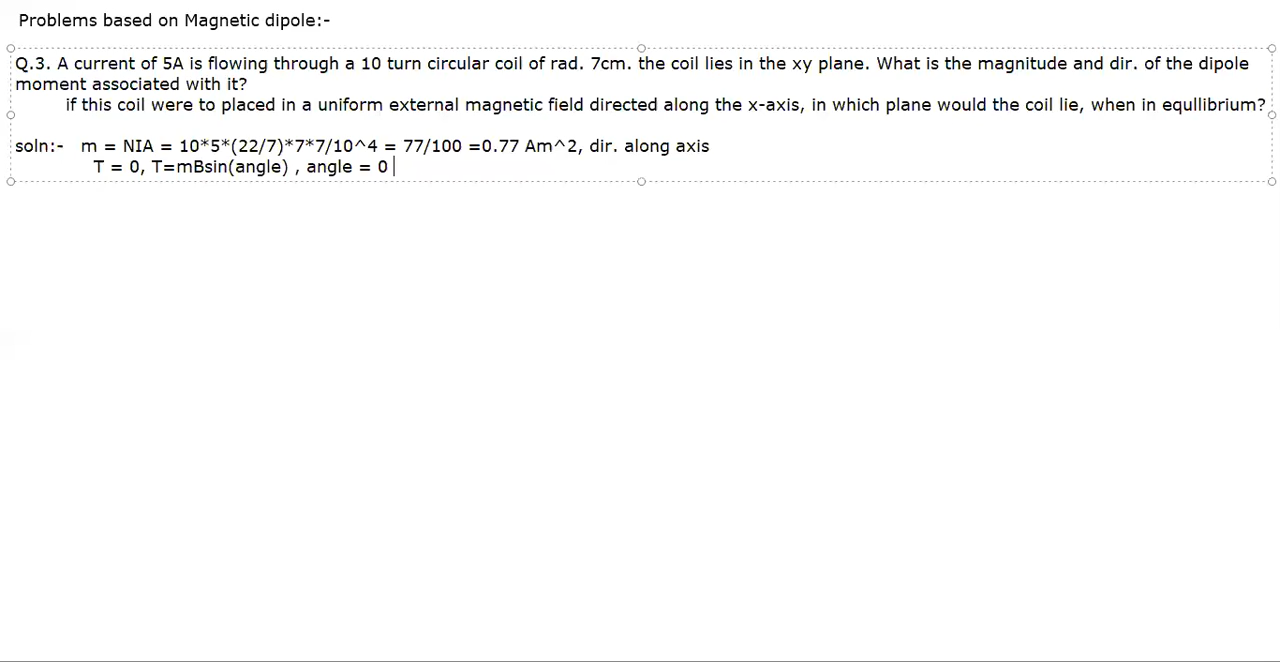 Problems based on Magnetic dipole:-
Q.3. A current of 5A is flowing through a 10 turn circular coil of rad. 7cm. the coil lies in the xy plane. What is the magnitude and dir. of the dipole
moment associated with it?
if this coil were to placed in a uniform external magnetic field directed along the x-axis, in which plane would the coil lie, when in equllibrium?
soln:- m = NIA = 10*5*(22/7)*7*7/10^4 = 77/100 =0.77 Am^2, dir. along axis
T = 0, T=mBsin(angle) , angle = 0